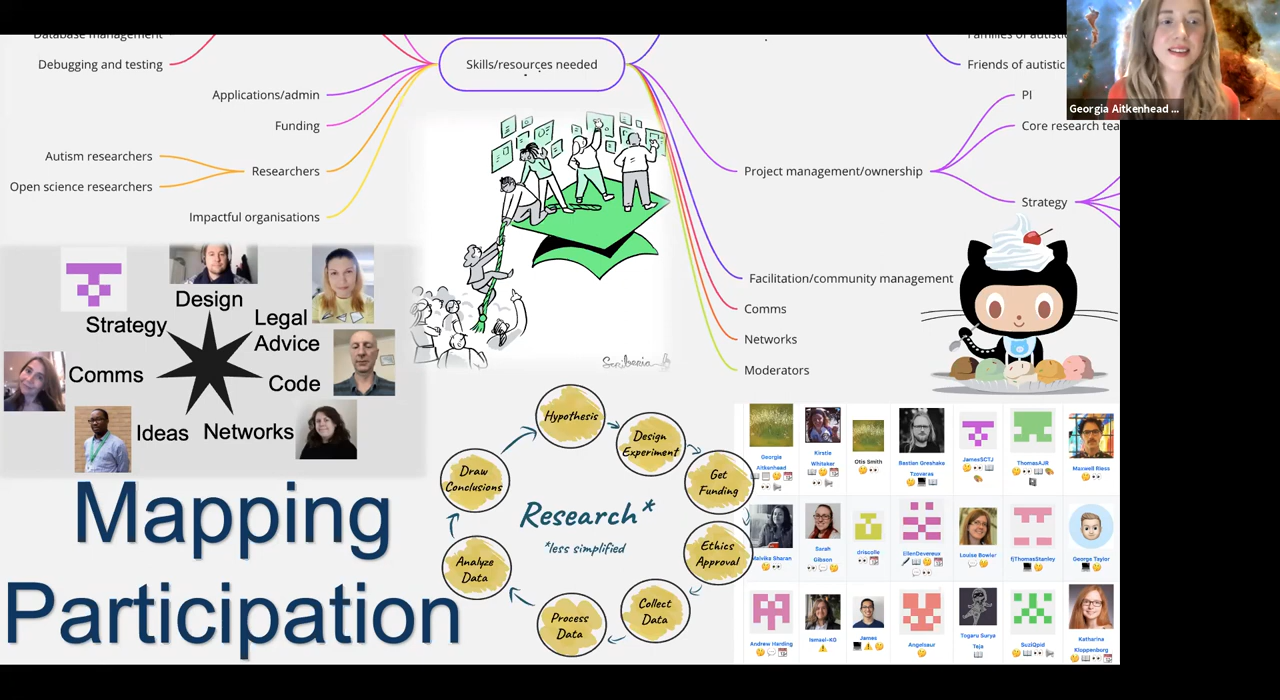 Database management
Debugging and testing
Applications/admin
Funding
Autism researchers
Open science researchers
Researchers
Impactful organisations
Skills/resources needed
Families of autistic
Friends of autistic
PI
Core research tea
Project management/ownership
Strategy
Facilitation/community management
Comms
Networks
Moderators
Georgia Aitkenhead ...
Design
Strategy
Legal
Advice
Comms
Code
Ideas
Networks
Scriberia
Mapping
Participation
Hypothesis
Design
Experiment
Get
Funding
Ethics
Approval
Collect
Data
Process
Data
Analyze
Data
Draw
Conclusions
Research*
*less simplified
Georgia
Aitkenhead
Kirstie
Whitaker
Otis Smith
Bastian Greshake
Tzovaras
JamesSCTJ
ThomasAJR
Maxwell Riess
Malvika Sharan
Sarah
Gibson
driscolle
EllenDevereux
Louise Bowler
fjThomasStanley
George Taylor
Andrew Harding
Ismael-KG
James
Angelsaur
Togaru Surya
Teja
SuziQpid
Katharina
Kloppenborg